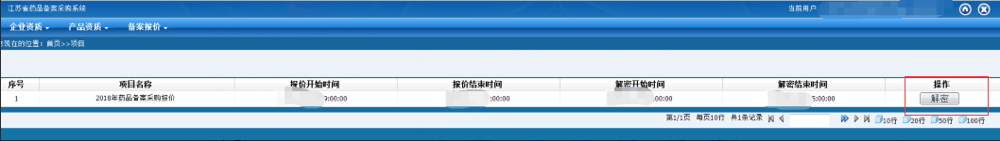 江苏省药品备案采购系统 当前用户
企业资质 产品资质 备案报价
您现在的位置：首页>>项目
序号 项目名称 报价开始时间 报价结束时间 解密开始时间 解密结束时间 操作
1 2018年药品备案采购报价 9:00:00 :00:00 :00:00 5:00:00 解密
第1/1页 每页10行 共1条记录 10行 20行 50行 100行